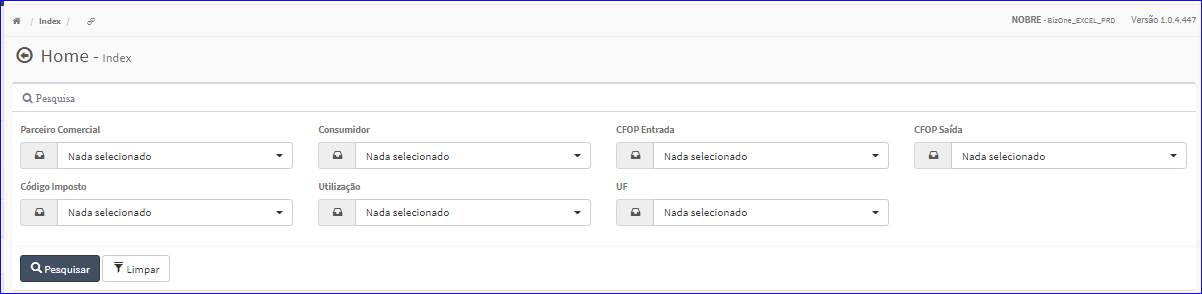 / Index / NOBRE - BizOne_EXCEL_PRD Versão 1.0.4.447
Home - Index
Pesquisa
Parceiro Comercial Consumidor CFOP Entrada CFOP Saída
Nada selecionado Nada selecionado Nada selecionado Nada selecionado
Código Imposto Utilização UF
Nada selecionado Nada selecionado Nada selecionado
Pesquisar Limpar